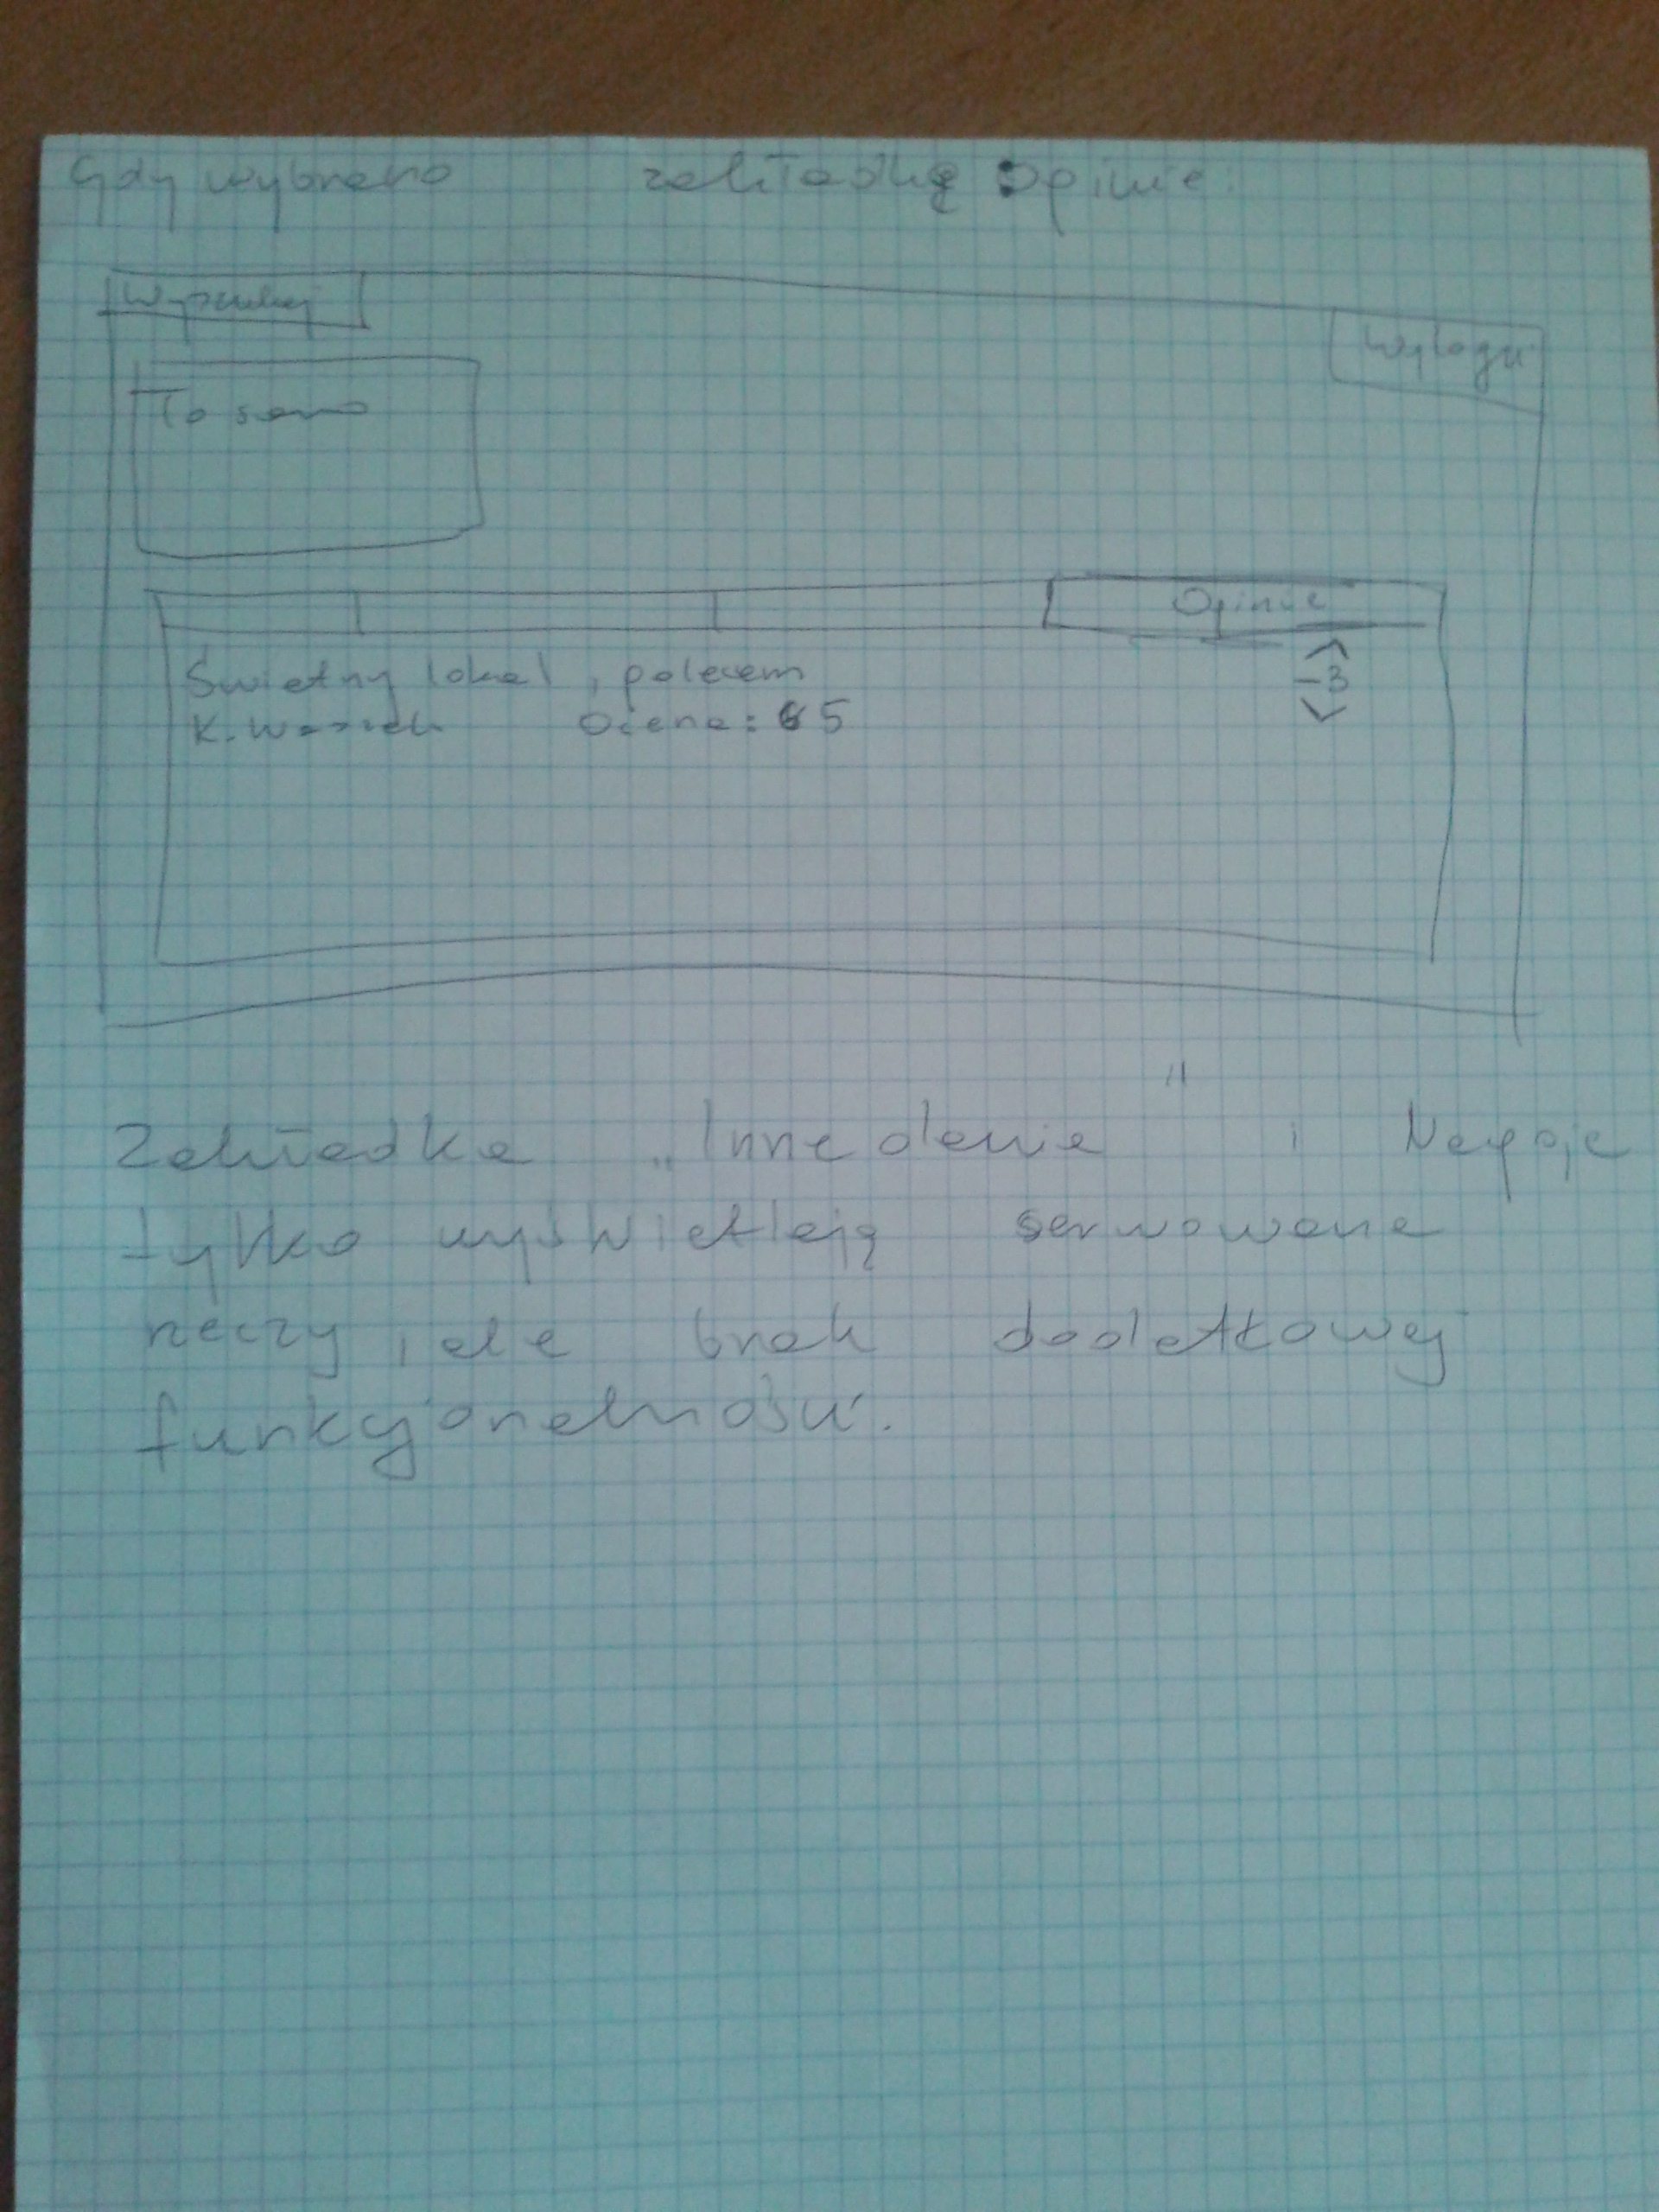 Gdy wybrano zakładkę Opinie:
Wyszukaj
Wyloguj
To samo
Opinie
Świetny lokal, polecam
-3
K. Wąsick Ocena: 5
Zakładka „Inne dania" i Napoje
tylko wyświetlają serwowane
rzeczy, ale brak dodatkowej
funkcjonalności.